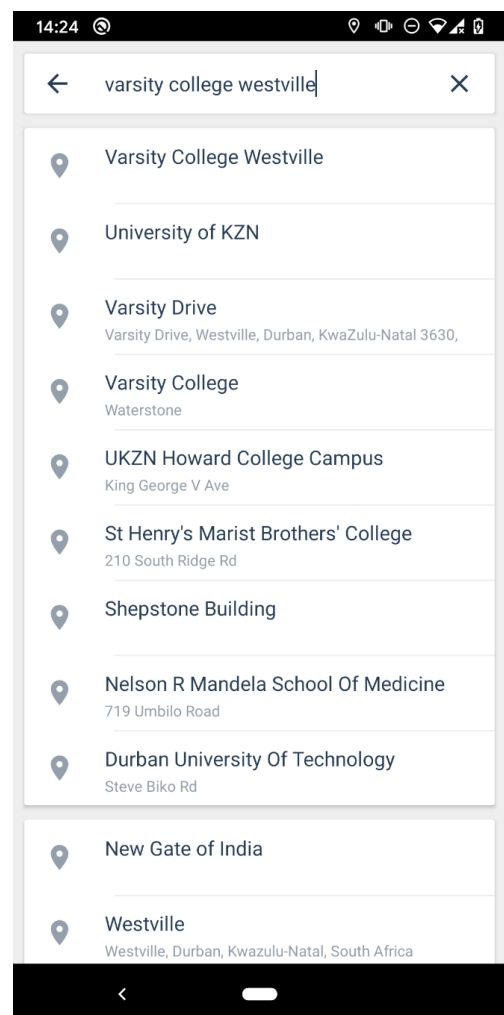 14:24
varsity college westville
Varsity College Westville
University of KZN
Varsity Drive
Varsity Drive, Westville, Durban, KwaZulu-Natal 3630,
Varsity College
Waterstone
UKZN Howard College Campus
King George V Ave
St Henry's Marist Brothers' College
210 South Ridge Rd
Shepstone Building
Nelson R Mandela School Of Medicine
719 Umbilo Road
Durban University Of Technology
Steve Biko Rd
New Gate of India
Westville
Westville, Durban, Kwazulu-Natal, South Africa